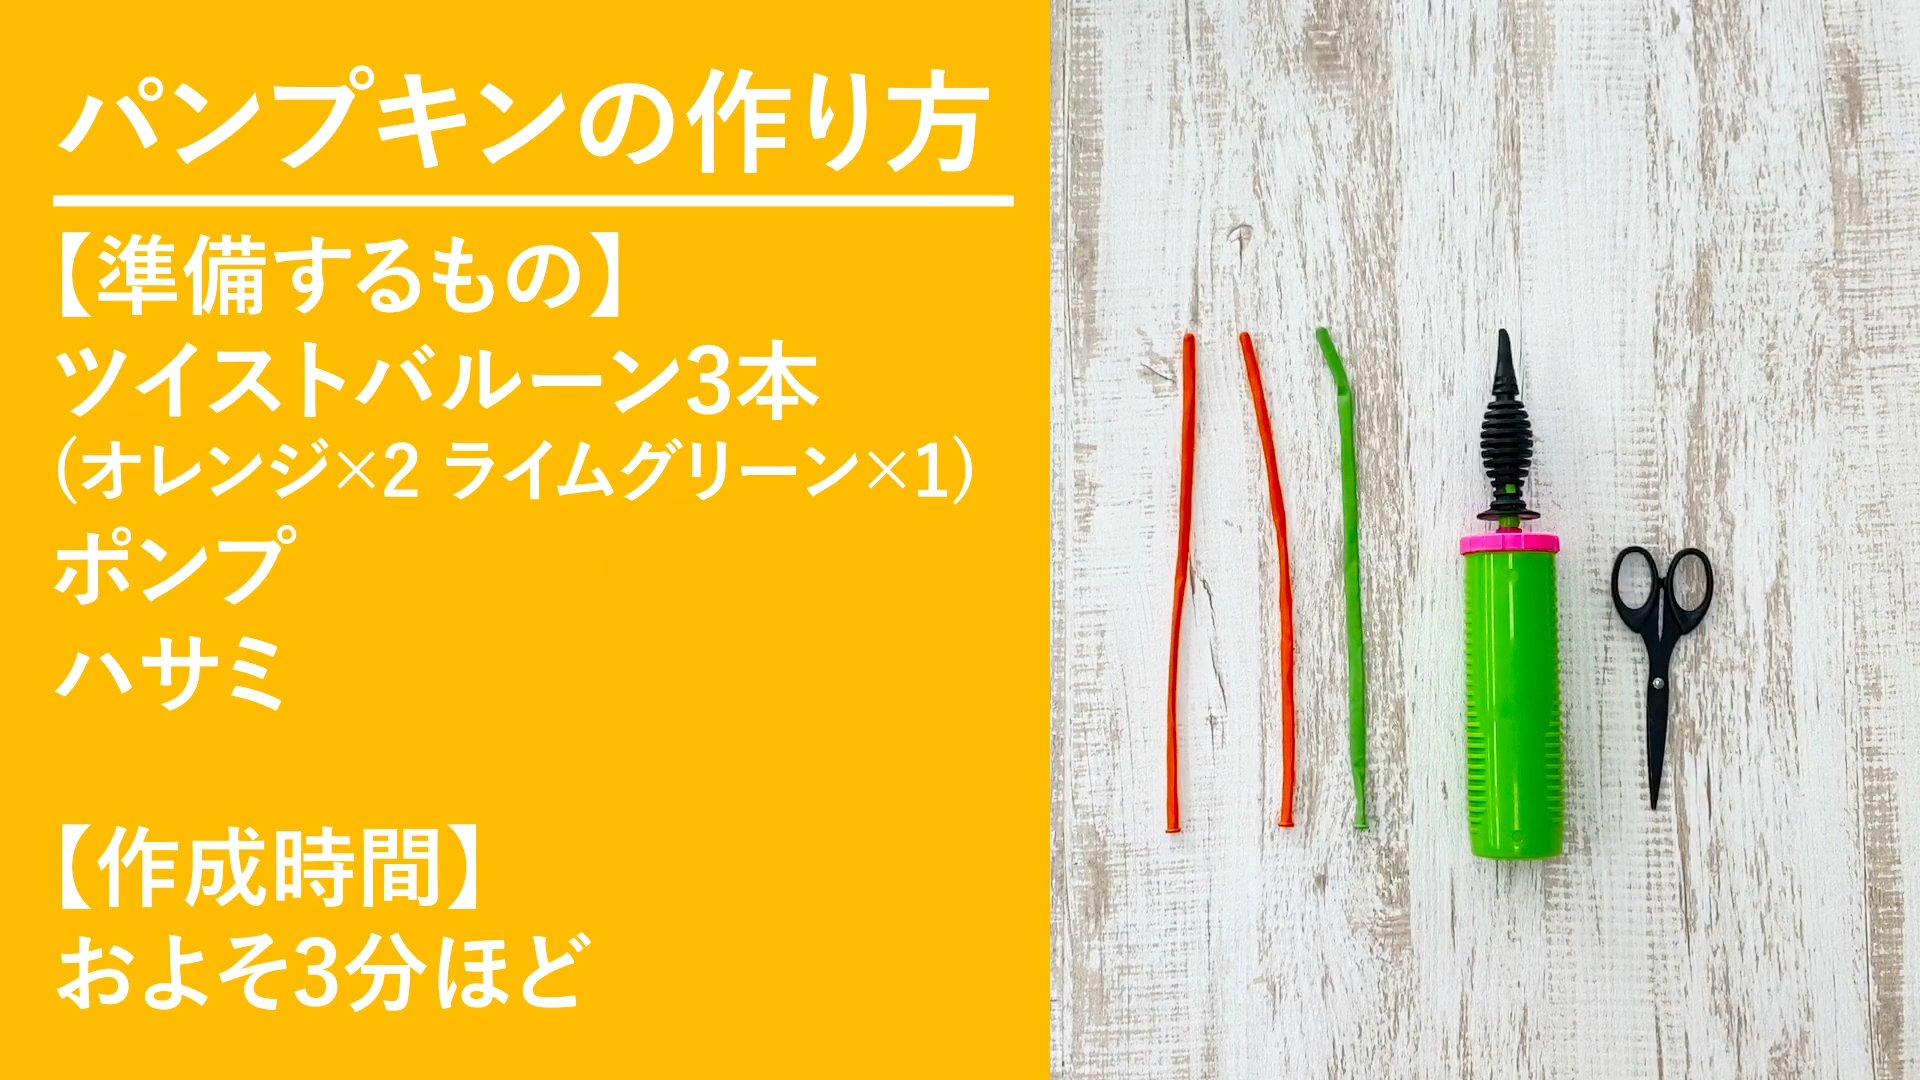 パンプキンの作り方
【準備するもの】
ツイストバルーン3本
(オレンジ×2 ライムグリーン×1)
ポンプ
ハサミ
【作成時間】
およそ3分ほど